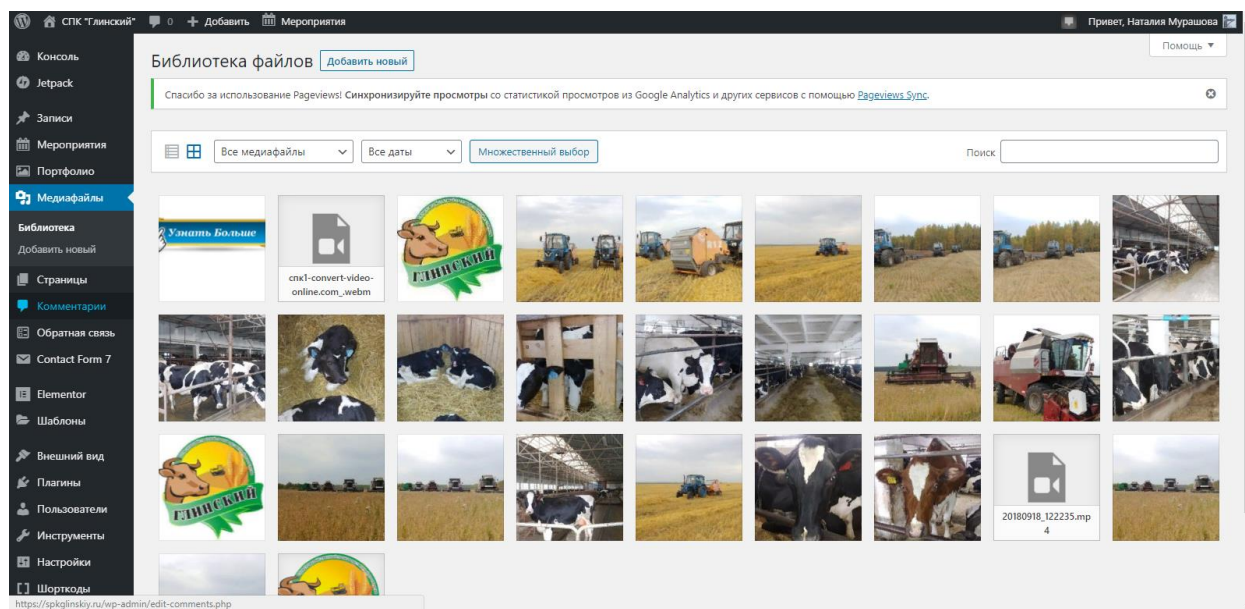 СПК "Глинский" 0 Добавить Мероприятия Привет, Наталия Мурашова
Помощь
Консоль
Jetpack
Записи
Мероприятия
Портфолио
Медиафайлы
Библиотека
Добавить новый
Страницы
Комментарии
Обратная связь
Contact Form 7
Elementor
Шаблоны
Внешний вид
Плагины
Пользователи
Инструменты
Настройки
Шорткоды
Библиотека файлов Добавить новый
Спасибо за использование Pageviews! Синхронизируйте просмотры со статистикой просмотров из Google Analytics и других сервисов с помощью Pageviews Sync.
Все медиафайлы Все даты Множественный выбор Поиск
Узнать Больше
спк1-convert-video-
online.com_.webm
ГЛИНСКИЙ
ГЛИНСКИЙ
20180918_122235.mp
4
https://spkglinskiy.ru/wp-admin/edit-comments.php